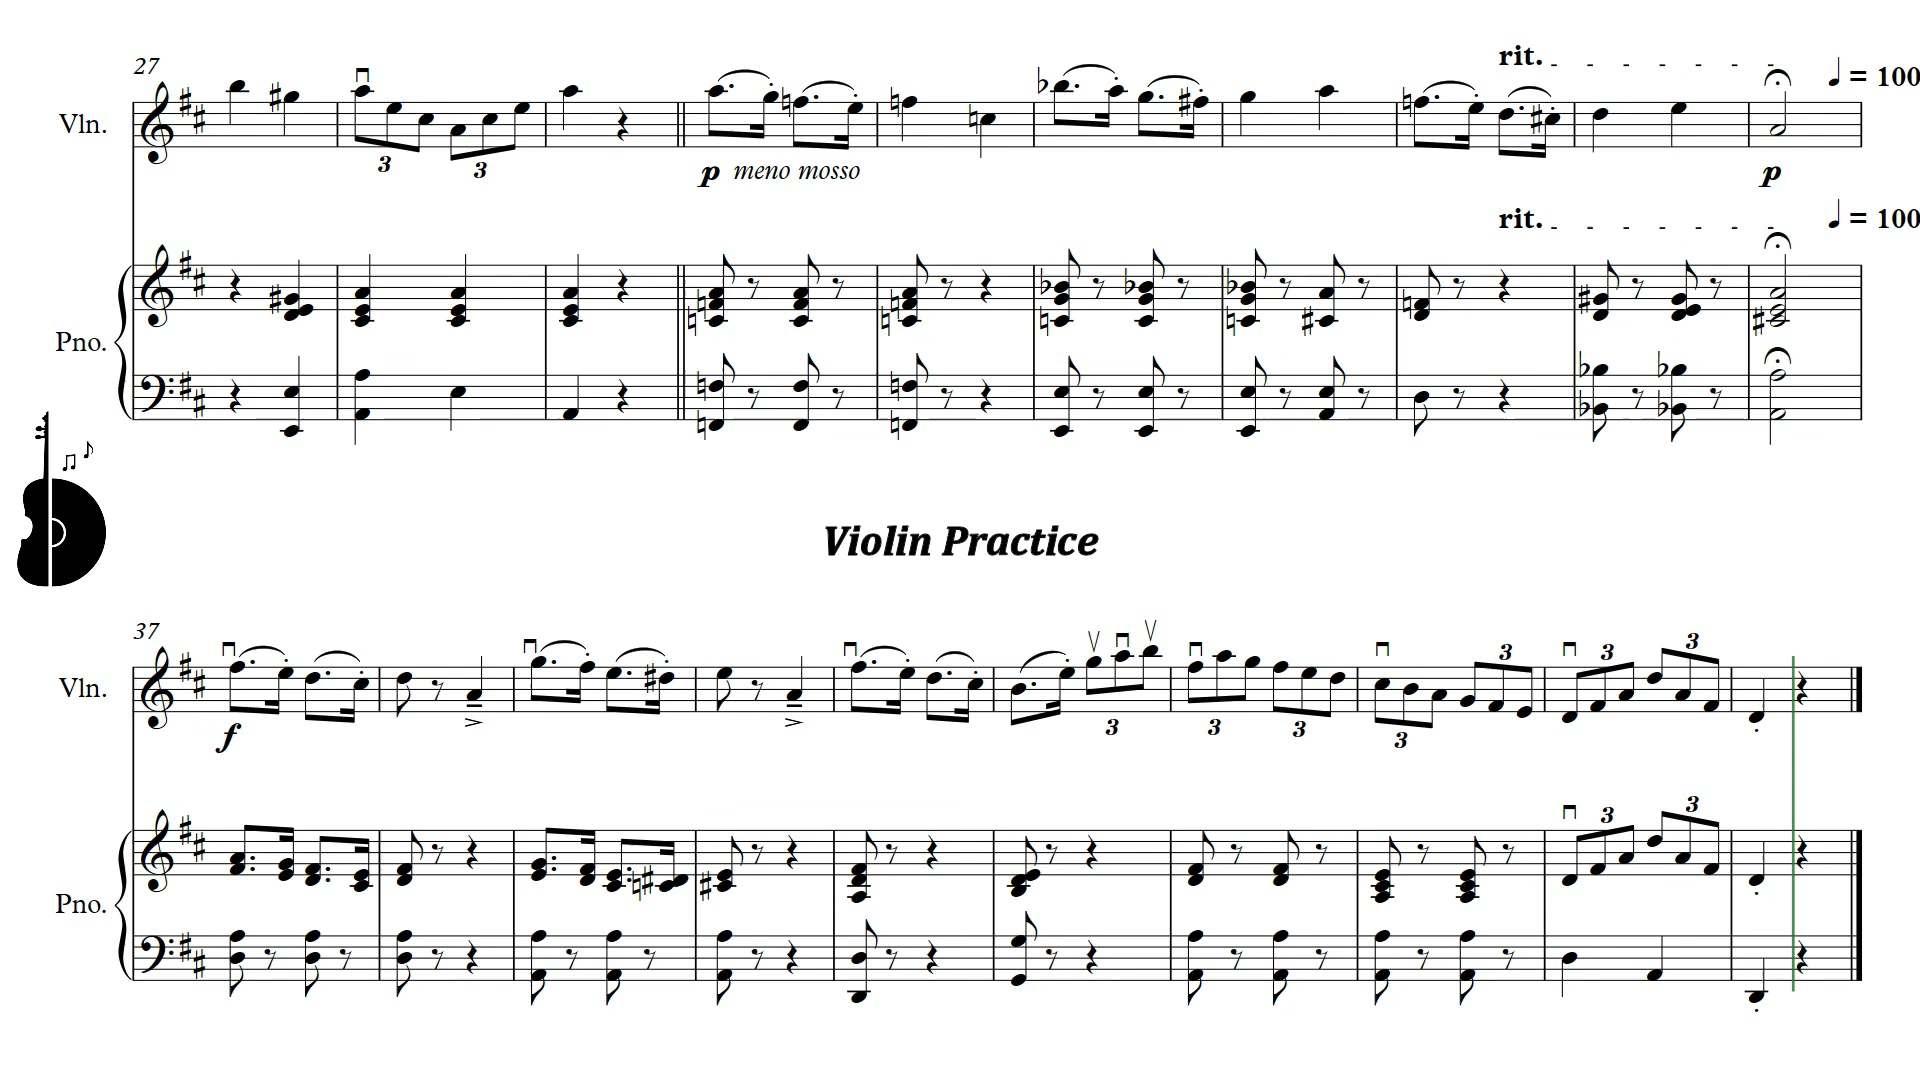 27
rit.
= 100
Vln.
3
3
p meno mosso
p
rit.
= 100
Pno.
Violin Practice
37
Vln.
3
3
3
f
3
3
3
3
3
3
Pno.